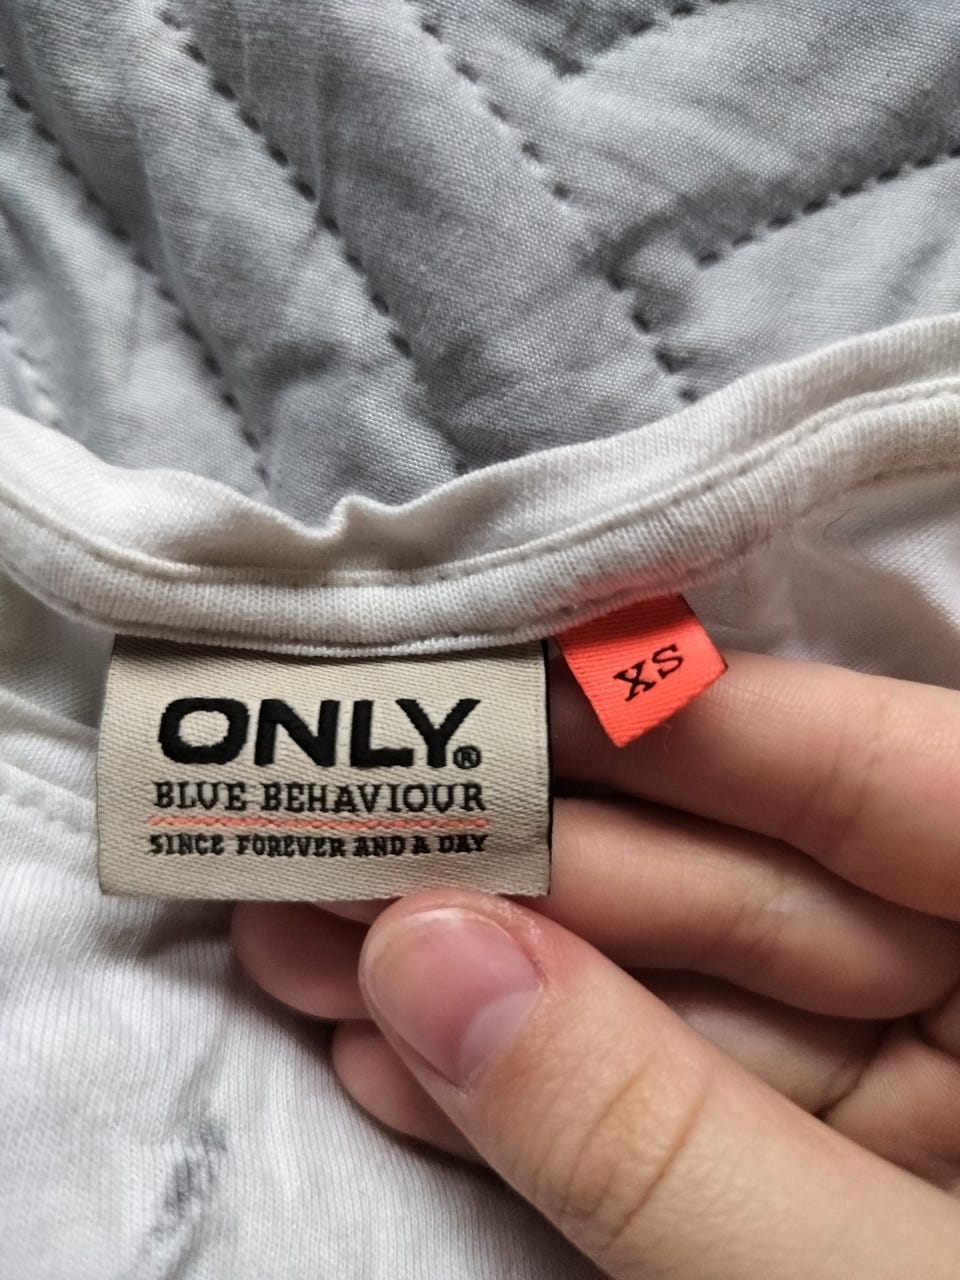 ONLY®
BLUE BEHAVIOUR
SINCE FOREVER AND A DAY
XS